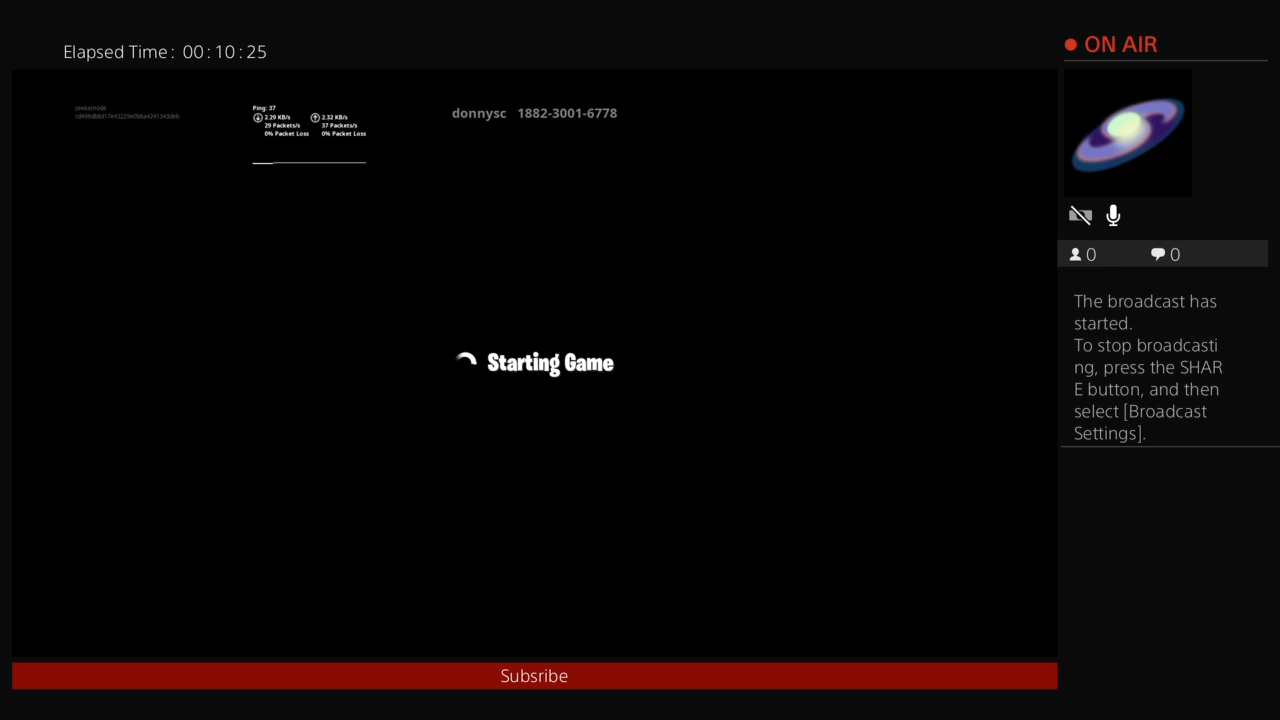 Elapsed Time: 00:10:25
ON AIR
zeekemode
Ping: 37
2.29 KB/s 2.32 KB/s
29 Packets/s 37 Packets/s
0% Packet Loss 0% Packet Loss
donnysc 1882-3001-6778
0 0
The broadcast has
started.
To stop broadcasti
ng, press the SHAR
E button, and then
select [Broadcast
Settings].
Starting Game
Subsribe